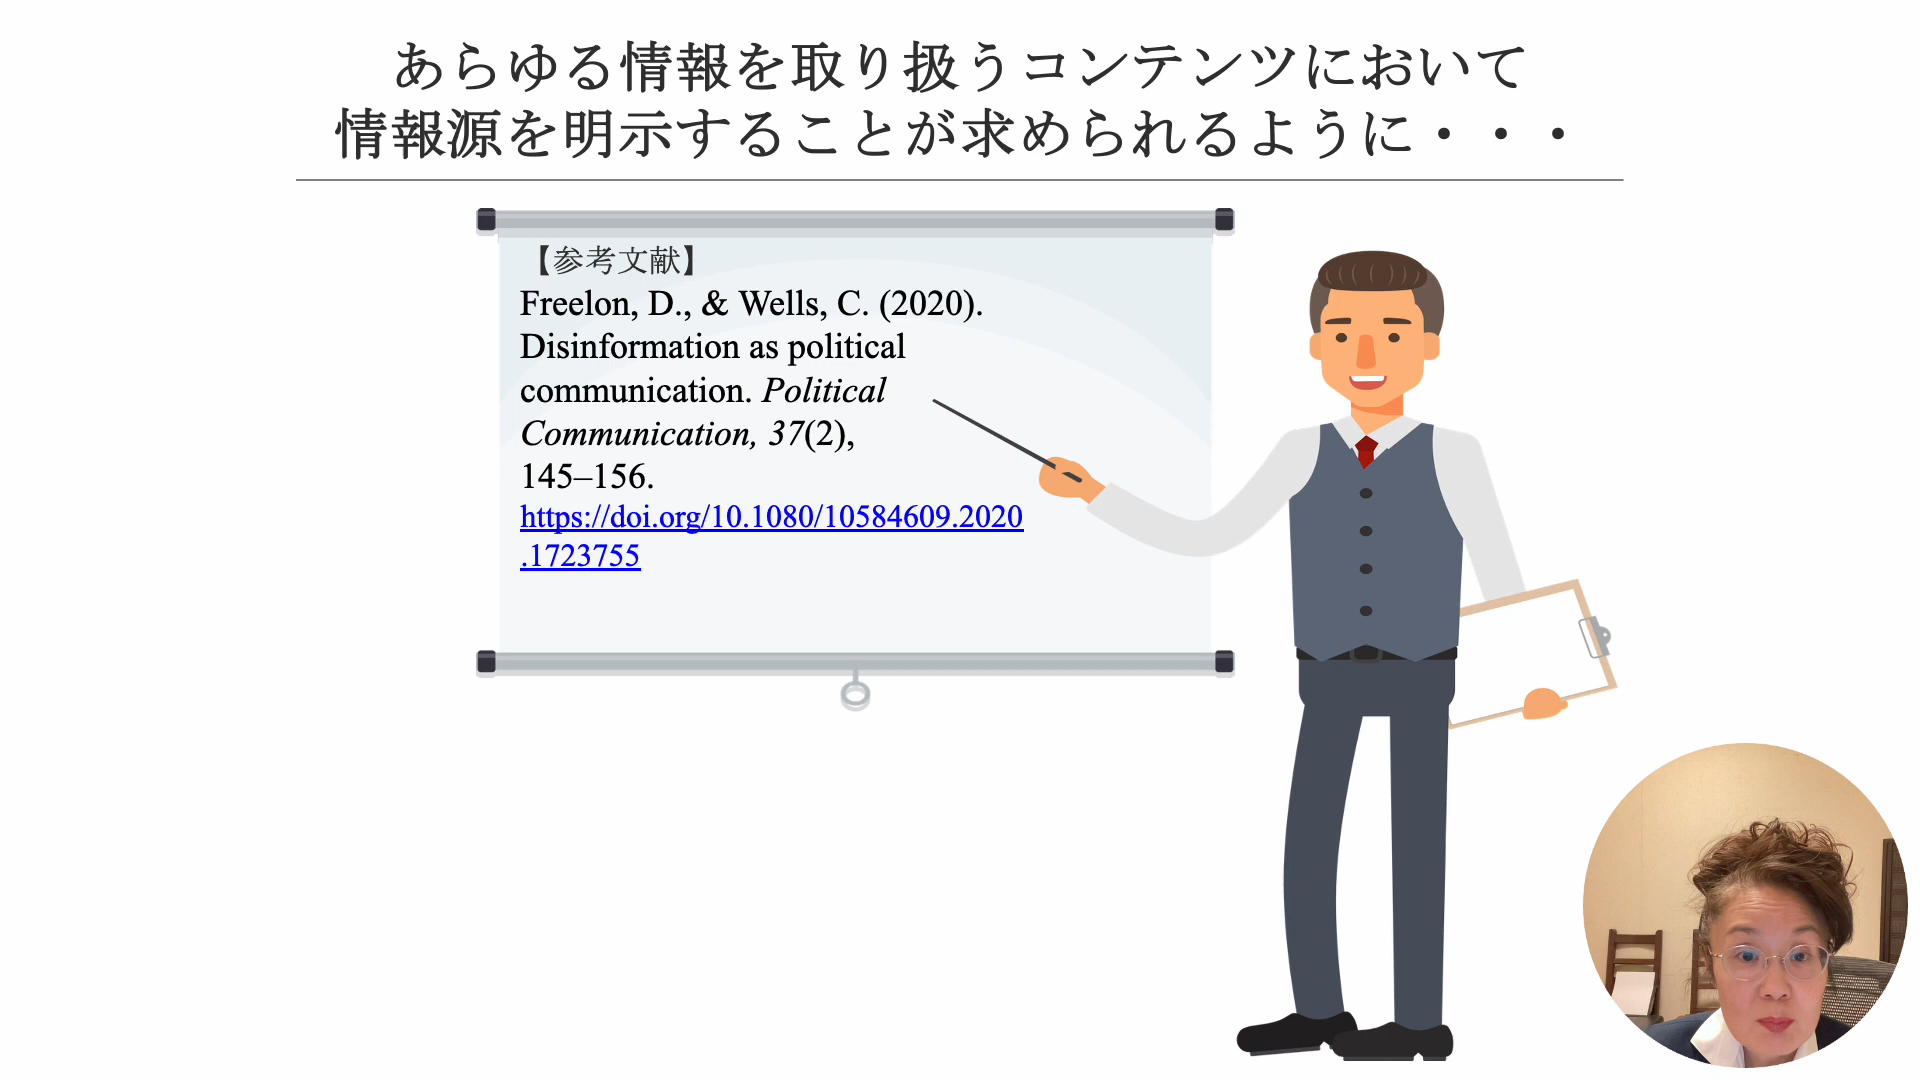 あらゆる情報を取り扱うコンテンツにおいて
情報源を明示することが求められるように・・・
【参考文献】
Freelon, D., & Wells, C. (2020).
Disinformation as political
communication. Political
Communication, 37(2),
145–156.
https://doi.org/10.1080/10584609.2020
.1723755